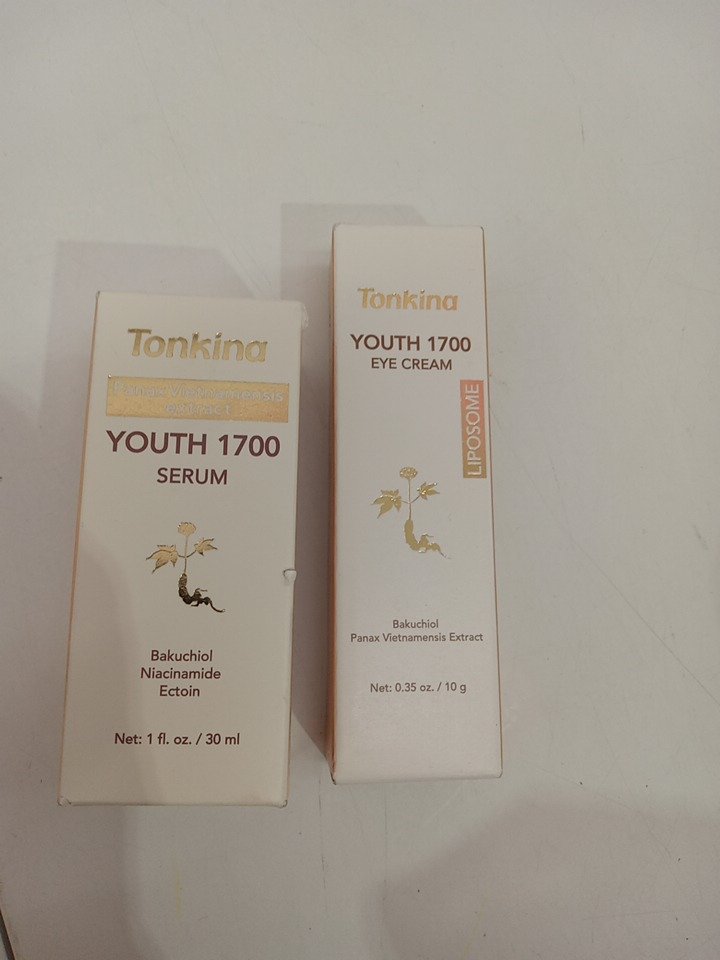 Tonkina
Panax Vietnamensis
extract
YOUTH 1700
SERUM
Bakuchiol
Niacinamide
Ectoin
Net: 1 fl. oz. / 30 ml
Tonkina
YOUTH 1700
EYE CREAM
LIPOSOME
Bakuchiol
Panax Vietnamensis Extract
Net: 0.35 oz. / 10 g